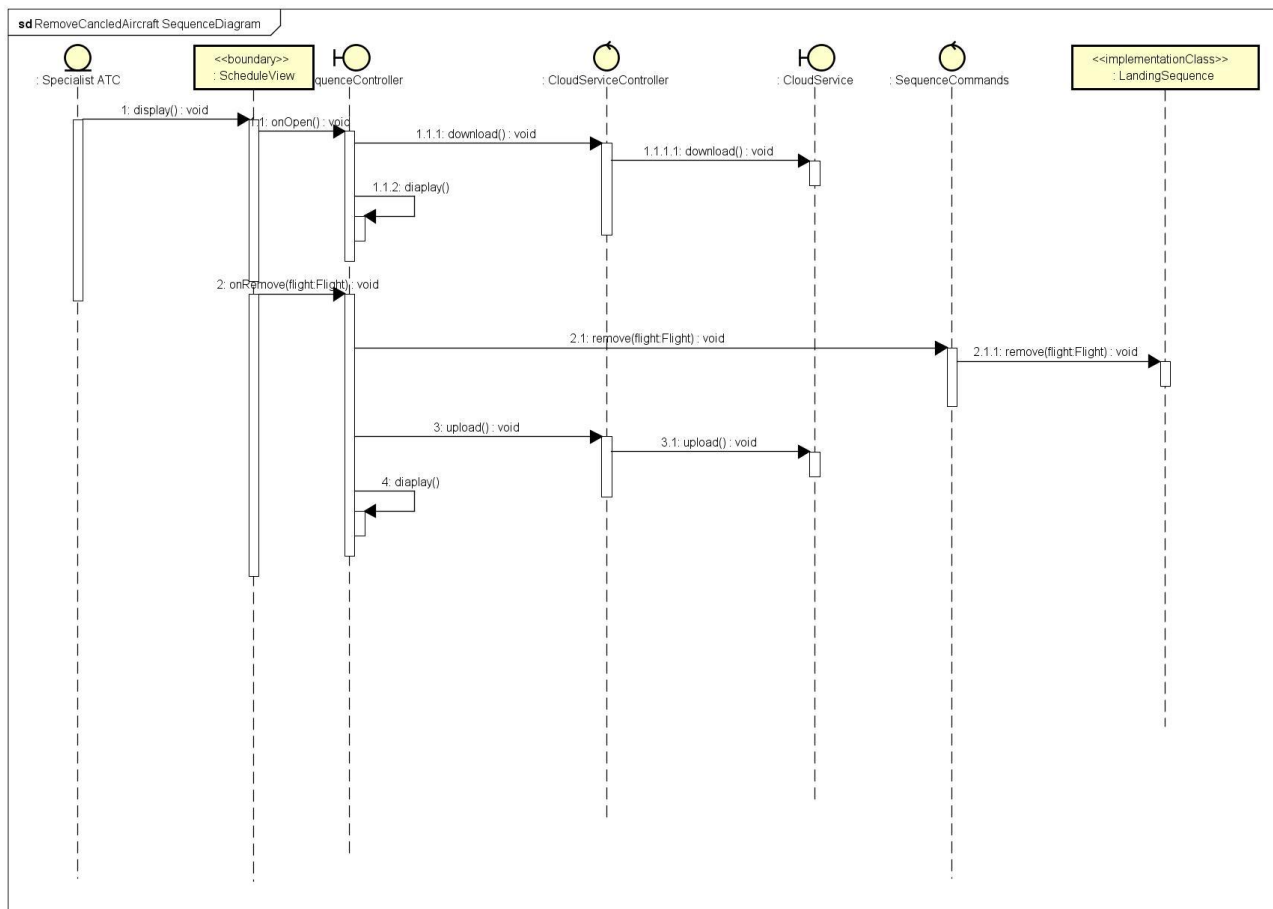 sd RemoveCancledAircraft SequenceDiagram
<<boundary>>
: ScheduleView
<<implementationClass>>
: LandingSequence
: Specialist ATC
quenceController
: CloudServiceController
: CloudService
: SequenceCommands
1: display() : void
1.1: onOpen() : void
1.1.1: download() : void
1.1.1.1: download() : void
1.1.2: diaplay()
2: onRemove(flight:Flight) : void
2.1: remove(flight:Flight) : void
2.1.1: remove(flight:Flight) : void
3: upload() : void
3.1: upload() : void
4: diaplay()